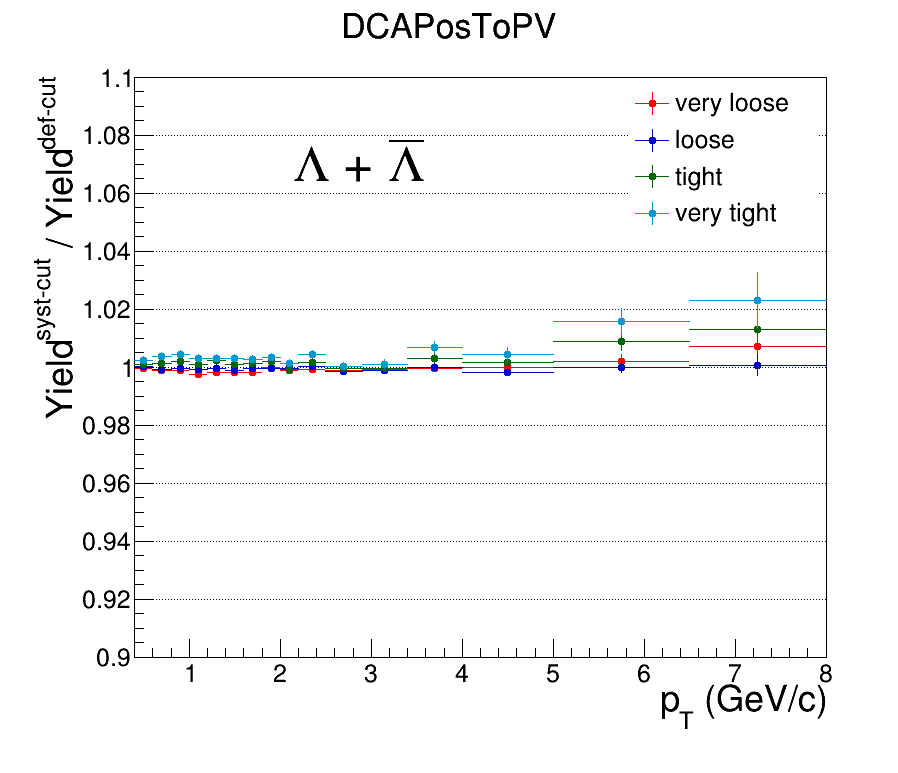 DCAPosToPV
Yield^syst-cut / Yield^def-cut
1.1
1.08
1.06
1.04
1.02
1
0.98
0.96
0.94
0.92
0.9
Λ + Λ̅
very loose
loose
tight
very tight
1 2 3 4 5 6 7 8
p_T (GeV/c)